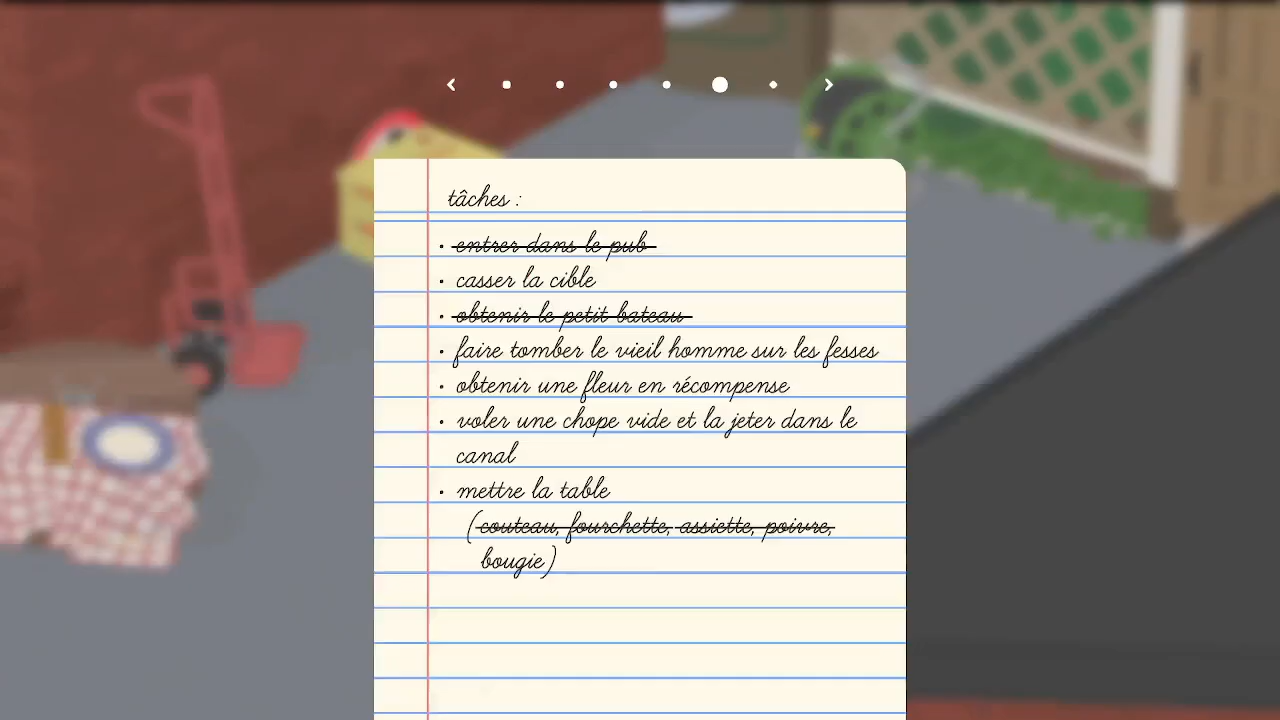 tâches :
• entrer dans le pub
• casser la cible
• obtenir le petit bateau
• faire tomber le vieil homme sur les fesses
• obtenir une fleur en récompense
• voler une chope vide et la jeter dans le
canal
• mettre la table
(couteau, fourchette, assiette, poivre,
bougie)